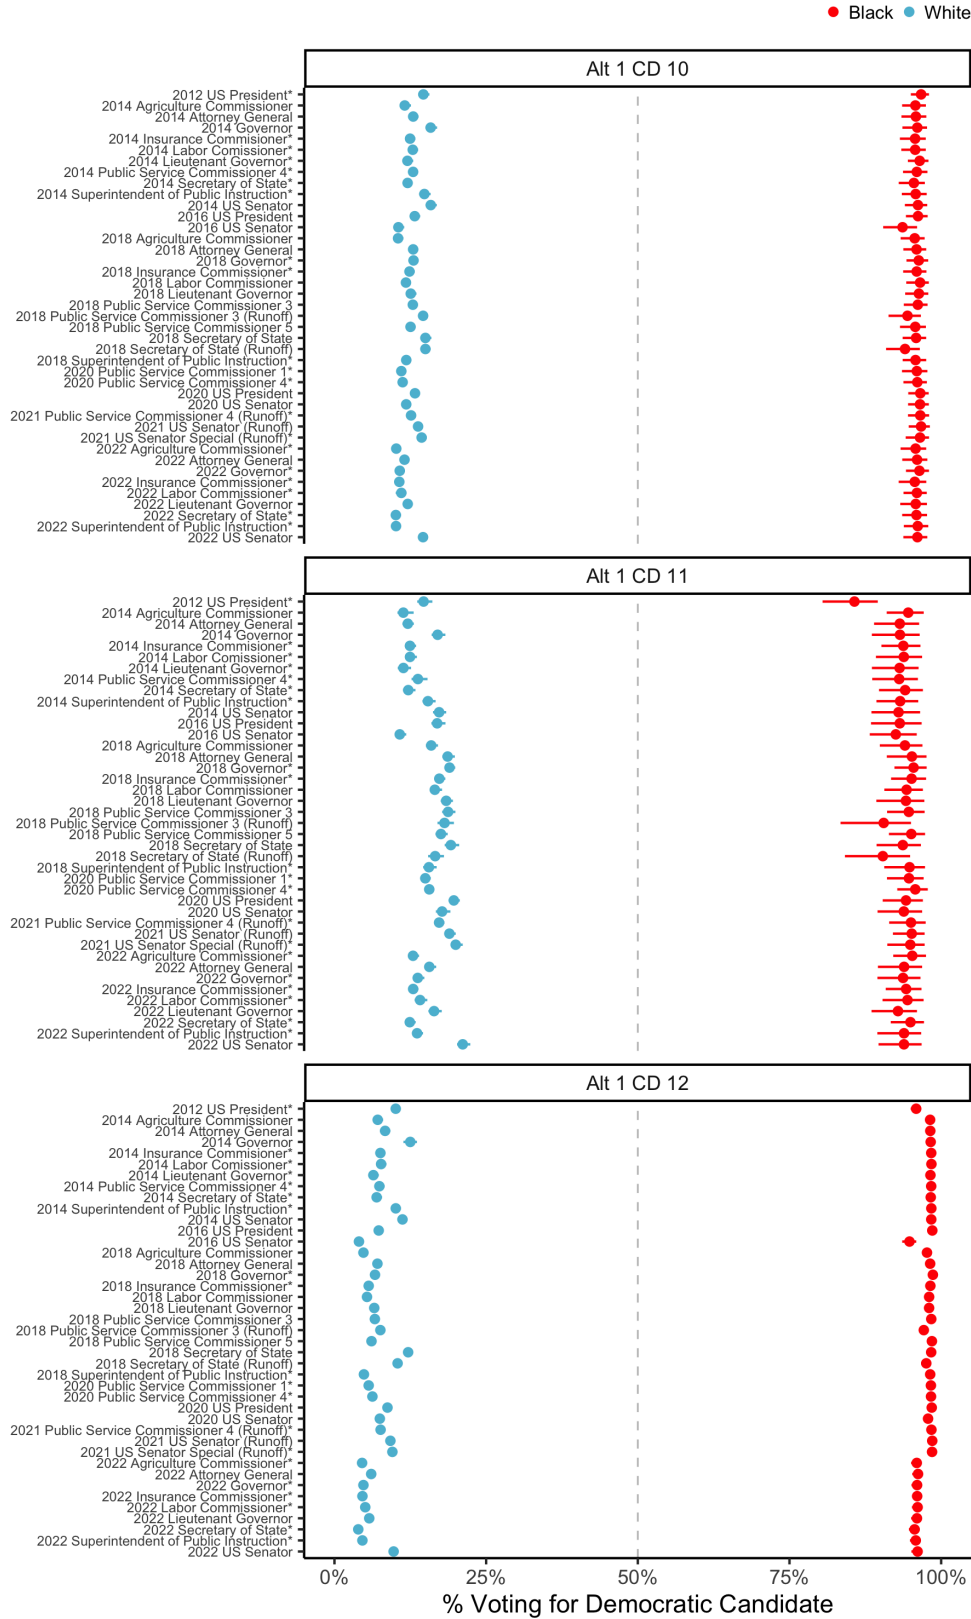 Black White
Alt 1 CD 10
2012 US President*
2014 Agriculture Commissioner
2014 Attorney General
2014 Governor
2014 Insurance Commisioner*
2014 Labor Comissioner*
2014 Lieutenant Governor*
2014 Public Service Commissioner 4*
2014 Secretary of State*
2014 Superintendent of Public Instruction*
2014 US Senator
2016 US President
2016 US Senator
2018 Agriculture Commissioner
2018 Attorney General
2018 Governor*
2018 Insurance Commissioner*
2018 Labor Commissioner
2018 Lieutenant Governor
2018 Public Service Commissioner 3
2018 Public Service Commissioner 3 (Runoff)
2018 Public Service Commissioner 5
2018 Secretary of State
2018 Secretary of State (Runoff)
2018 Superintendent of Public Instruction*
2020 Public Service Commissioner 1*
2020 Public Service Commissioner 4*
2020 US President
2020 US Senator
2021 Public Service Commissioner 4 (Runoff)*
2021 US Senator (Runoff)
2021 US Senator Special (Runoff)*
2022 Agriculture Commissioner*
2022 Attorney General
2022 Governor*
2022 Insurance Commissioner*
2022 Labor Commissioner*
2022 Lieutenant Governor
2022 Secretary of State*
2022 Superintendent of Public Instruction*
2022 US Senator
Alt 1 CD 11
2012 US President*
2014 Agriculture Commissioner
2014 Attorney General
2014 Governor
2014 Insurance Commisioner*
2014 Labor Comissioner*
2014 Lieutenant Governor*
2014 Public Service Commissioner 4*
2014 Secretary of State*
2014 Superintendent of Public Instruction*
2014 US Senator
2016 US President
2016 US Senator
2018 Agriculture Commissioner
2018 Attorney General
2018 Governor*
2018 Insurance Commissioner*
2018 Labor Commissioner
2018 Lieutenant Governor
2018 Public Service Commissioner 3
2018 Public Service Commissioner 3 (Runoff)
2018 Public Service Commissioner 5
2018 Secretary of State
2018 Secretary of State (Runoff)
2018 Superintendent of Public Instruction*
2020 Public Service Commissioner 1*
2020 Public Service Commissioner 4*
2020 US President
2020 US Senator
2021 Public Service Commissioner 4 (Runoff)*
2021 US Senator (Runoff)
2021 US Senator Special (Runoff)*
2022 Agriculture Commissioner*
2022 Attorney General
2022 Governor*
2022 Insurance Commissioner*
2022 Labor Commissioner*
2022 Lieutenant Governor
2022 Secretary of State*
2022 Superintendent of Public Instruction*
2022 US Senator
Alt 1 CD 12
2012 US President*
2014 Agriculture Commissioner
2014 Attorney General
2014 Governor
2014 Insurance Commisioner*
2014 Labor Comissioner*
2014 Lieutenant Governor*
2014 Public Service Commissioner 4*
2014 Secretary of State*
2014 Superintendent of Public Instruction*
2014 US Senator
2016 US President
2016 US Senator
2018 Agriculture Commissioner
2018 Attorney General
2018 Governor*
2018 Insurance Commissioner*
2018 Labor Commissioner
2018 Lieutenant Governor
2018 Public Service Commissioner 3
2018 Public Service Commissioner 3 (Runoff)
2018 Public Service Commissioner 5
2018 Secretary of State
2018 Secretary of State (Runoff)
2018 Superintendent of Public Instruction*
2020 Public Service Commissioner 1*
2020 Public Service Commissioner 4*
2020 US President
2020 US Senator
2021 Public Service Commissioner 4 (Runoff)*
2021 US Senator (Runoff)
2021 US Senator Special (Runoff)*
2022 Agriculture Commissioner*
2022 Attorney General
2022 Governor*
2022 Insurance Commissioner*
2022 Labor Commissioner*
2022 Lieutenant Governor
2022 Secretary of State*
2022 Superintendent of Public Instruction*
2022 US Senator
0% 25% 50% 75% 100%
% Voting for Democratic Candidate